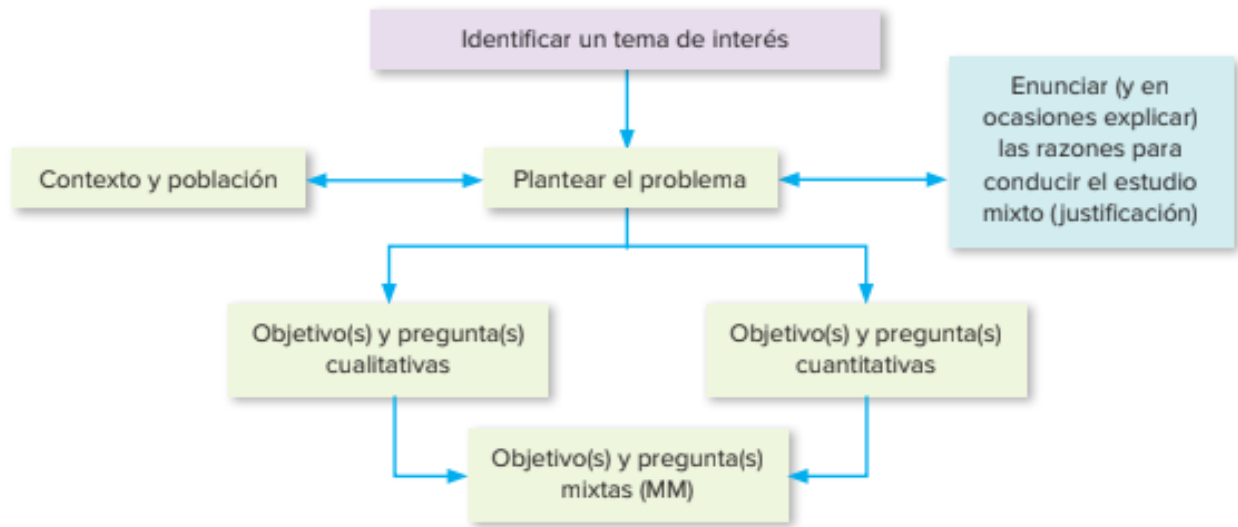 Identificar un tema de interés
Enunciar (y en
ocasiones explicar)
las razones para
conducir el estudio
mixto (justificación)
Contexto y población
Plantear el problema
Objetivo(s) y pregunta(s)
cualitativas
Objetivo(s) y pregunta(s)
cuantitativas
Objetivo(s) y pregunta(s)
mixtas (MM)